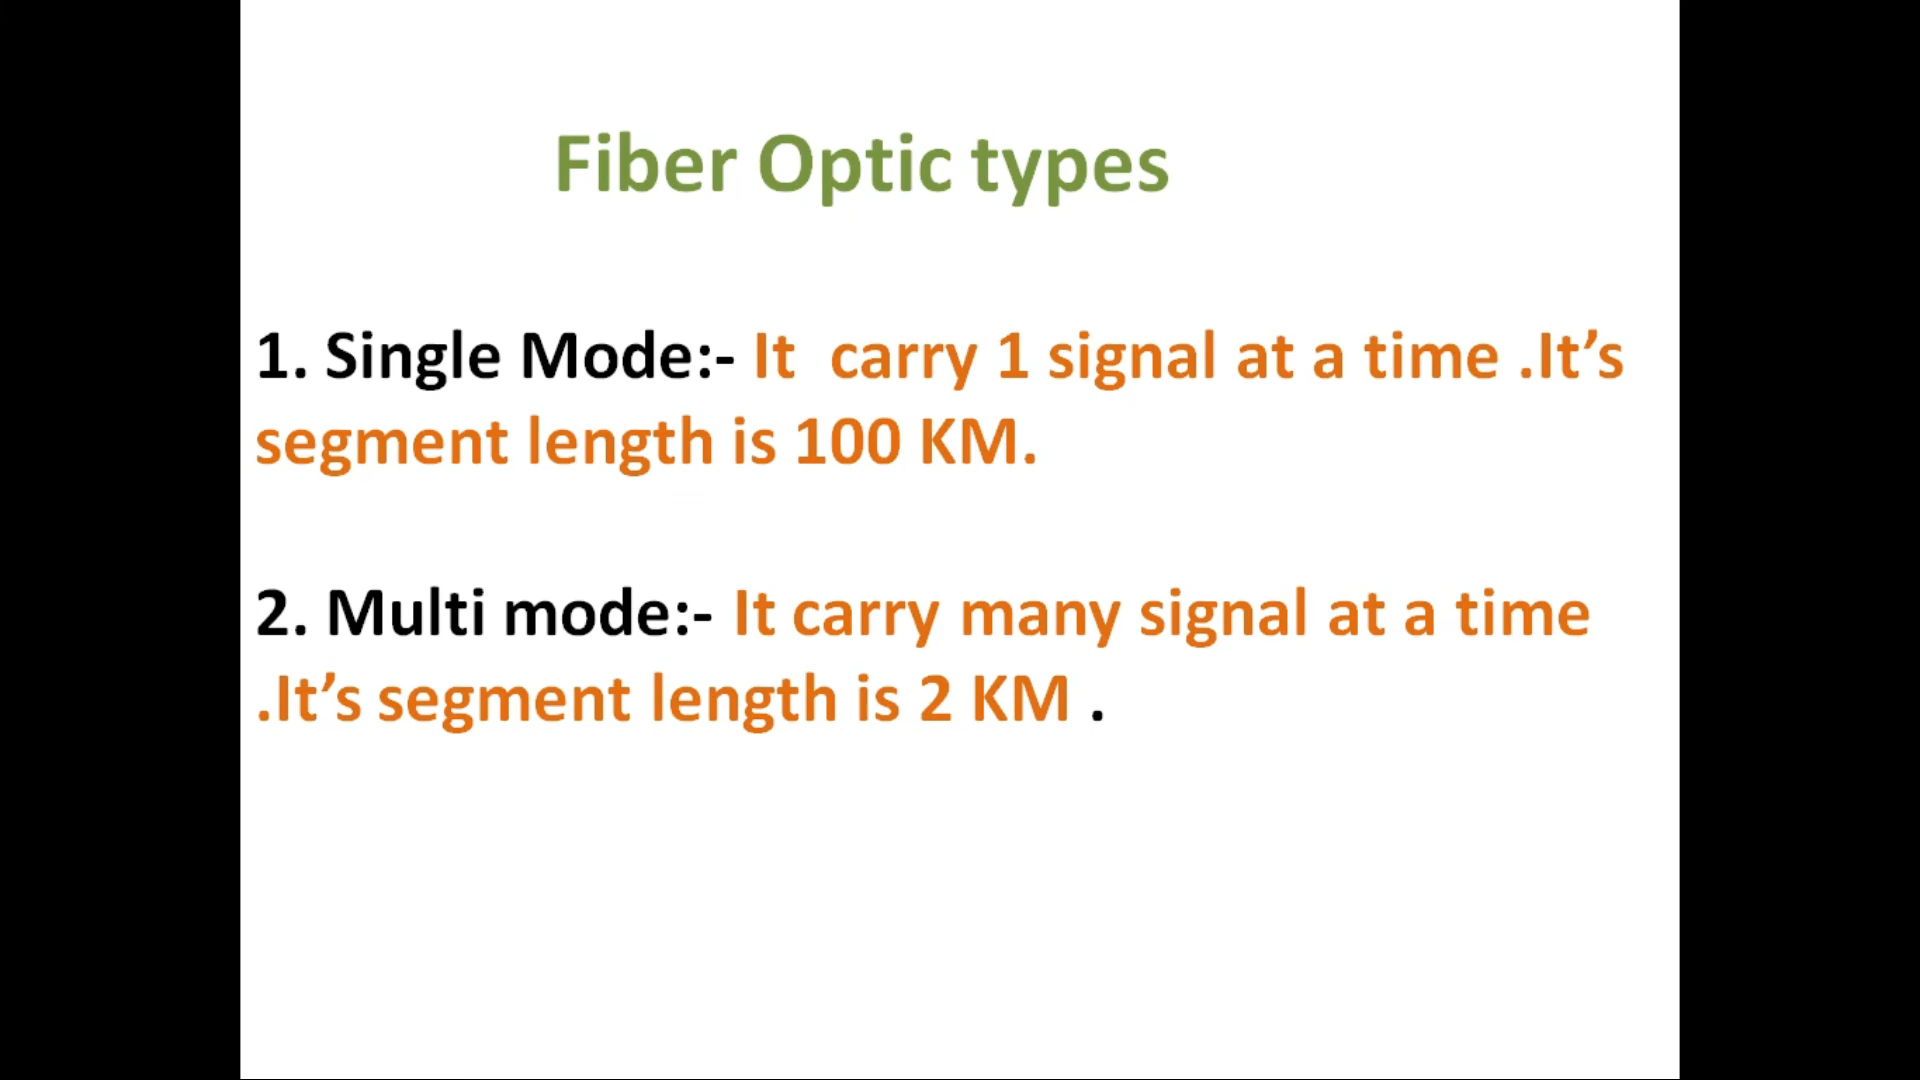 Fiber Optic types
1. Single Mode:- It  carry 1 signal at a time .It’s
segment length is 100 KM.
2. Multi mode:- It carry many signal at a time
.It’s segment length is 2 KM .